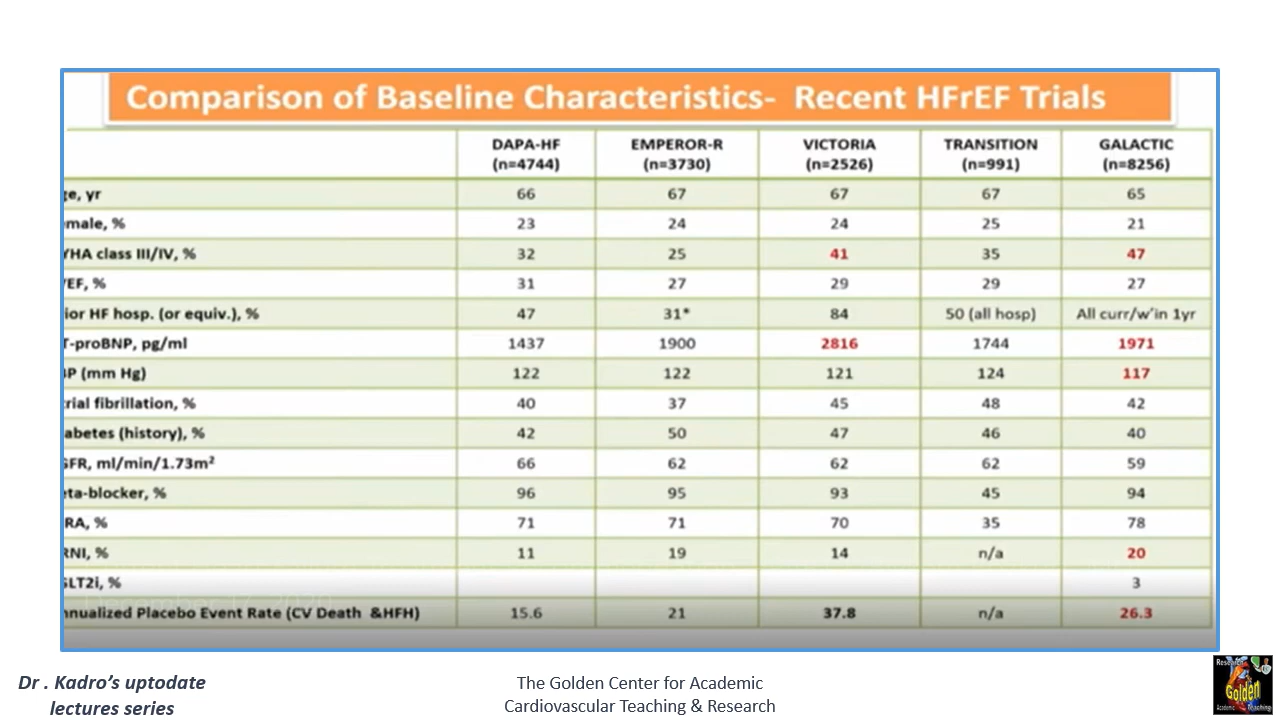 Comparison of Baseline Characteristics- Recent HFrEF Trials
DAPA-HF EMPEROR-R VICTORIA TRANSITION GALACTIC
(n=4744) (n=3730) (n=2526) (n=991) (n=8256)
ge, yr 66 67 67 67 65
male, % 23 24 24 25 21
YHA class III/IV, % 32 25 41 35 47
EF, % 31 27 29 29 27
ior HF hosp. (or equiv.), % 47 31* 84 50 (all hosp) All curr/w'in 1yr
T-proBNP, pg/ml 1437 1900 2816 1744 1971
BP (mm Hg) 122 122 121 124 117
rial fibrillation, % 40 37 45 48 42
abetes (history), % 42 50 47 46 40
GFR, ml/min/1.73m² 66 62 62 62 59
eta-blocker, % 96 95 93 45 94
RA, % 71 71 70 35 78
RNI, % 11 19 14 n/a 20
GLT2i, % 3
nnualized Placebo Event Rate (CV Death &HFH) 15.6 21 37.8 n/a 26.3
Dr . Kadro's uptodate
lectures series
The Golden Center for Academic
Cardiovascular Teaching & Research
Research
Golden
Academic Teaching